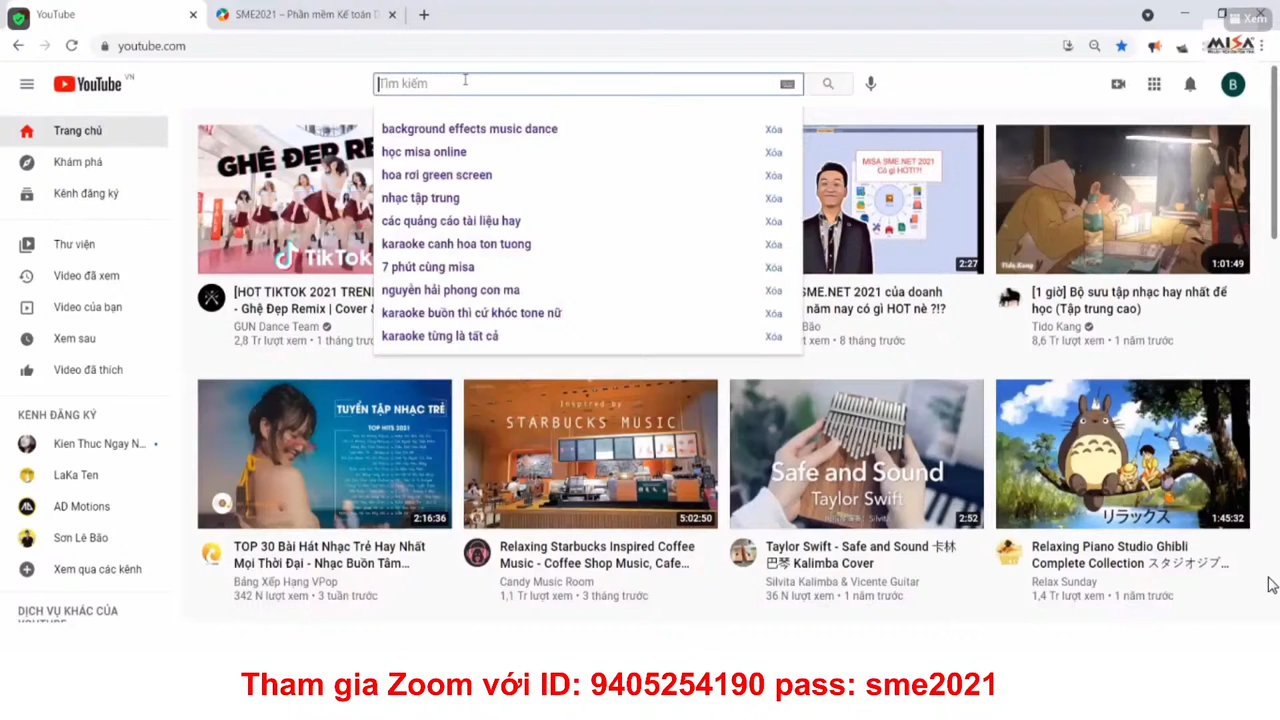 YouTube
SME2021 – Phần mềm Kế toán D
Xem
youtube.com
MISA
YouTube VN
Tìm kiếm
B
background effects music dance Xóa
học misa online Xóa
hoa rơi green screen Xóa
nhạc tập trung Xóa
các quảng cáo tài liệu hay Xóa
karaoke canh hoa ton tuong Xóa
7 phút cùng misa Xóa
nguyễn hải phong con ma Xóa
karaoke buồn thì cứ khóc tone nữ Xóa
karaoke từng là tất cả Xóa
Trang chủ
Khám phá
Kênh đăng ký
Thư viện
Video đã xem
Video của bạn
Xem sau
Video đã thích
KÊNH ĐĂNG KÝ
Kien Thuc Ngay N...
LaKa Ten
AD Motions
Sơn Lê Bão
Xem qua các kênh
DỊCH VỤ KHÁC CỦA
GHỆ ĐẸP RE
TikTok
[HOT TIKTOK 2021 TREND
- Ghệ Đẹp Remix | Cover &
GUN Dance Team
2,8 Tr lượt xem • 1 tháng trước
MISA SME.NET 2021
Có gì HOT!?!
2:27
SME.NET 2021 của doanh
năm nay có gì HOT nè ?!?
Bão
xem • 8 tháng trước
Tido Kang
1:01:49
[1 giờ] Bộ sưu tập nhạc hay nhất để
học (Tập trung cao)
Tido Kang
8,6 Tr lượt xem • 1 năm trước
TUYỂN TẬP NHẠC TRẺ
TOP HITS 2021
2:16:36
TOP 30 Bài Hát Nhạc Trẻ Hay Nhất
Mọi Thời Đại - Nhạc Buồn Tâm...
Bảng Xếp Hạng VPop
342 N lượt xem • 3 tuần trước
Inspired by
STARBUCKS MUSIC
5:02:50
Relaxing Starbucks Inspired Coffee
Music - Coffee Shop Music, Cafe...
Candy Music Room
1,1 Tr lượt xem • 3 tháng trước
Safe and Sound
Taylor Swift
2:52
Taylor Swift - Safe and Sound 卡林
巴琴 Kalimba Cover
Silvita Kalimba & Vicente Guitar
36 N lượt xem • 1 năm trước
リラックス
1:45:32
Relaxing Piano Studio Ghibli
Complete Collection スタジオジブ...
Relax Sunday
1,4 Tr lượt xem • 1 năm trước
Tham gia Zoom với ID: 9405254190 pass: sme2021